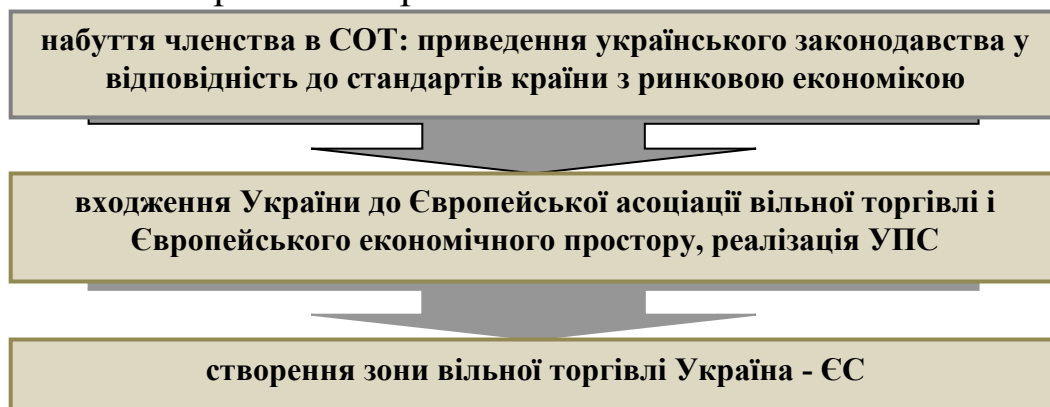 набуття членства в СОТ: приведення українського законодавства у
відповідність до стандартів країни з ринковою економікою
входження України до Європейської асоціації вільної торгівлі і
Європейського економічного простору, реалізація УПС
створення зони вільної торгівлі Україна - ЄС